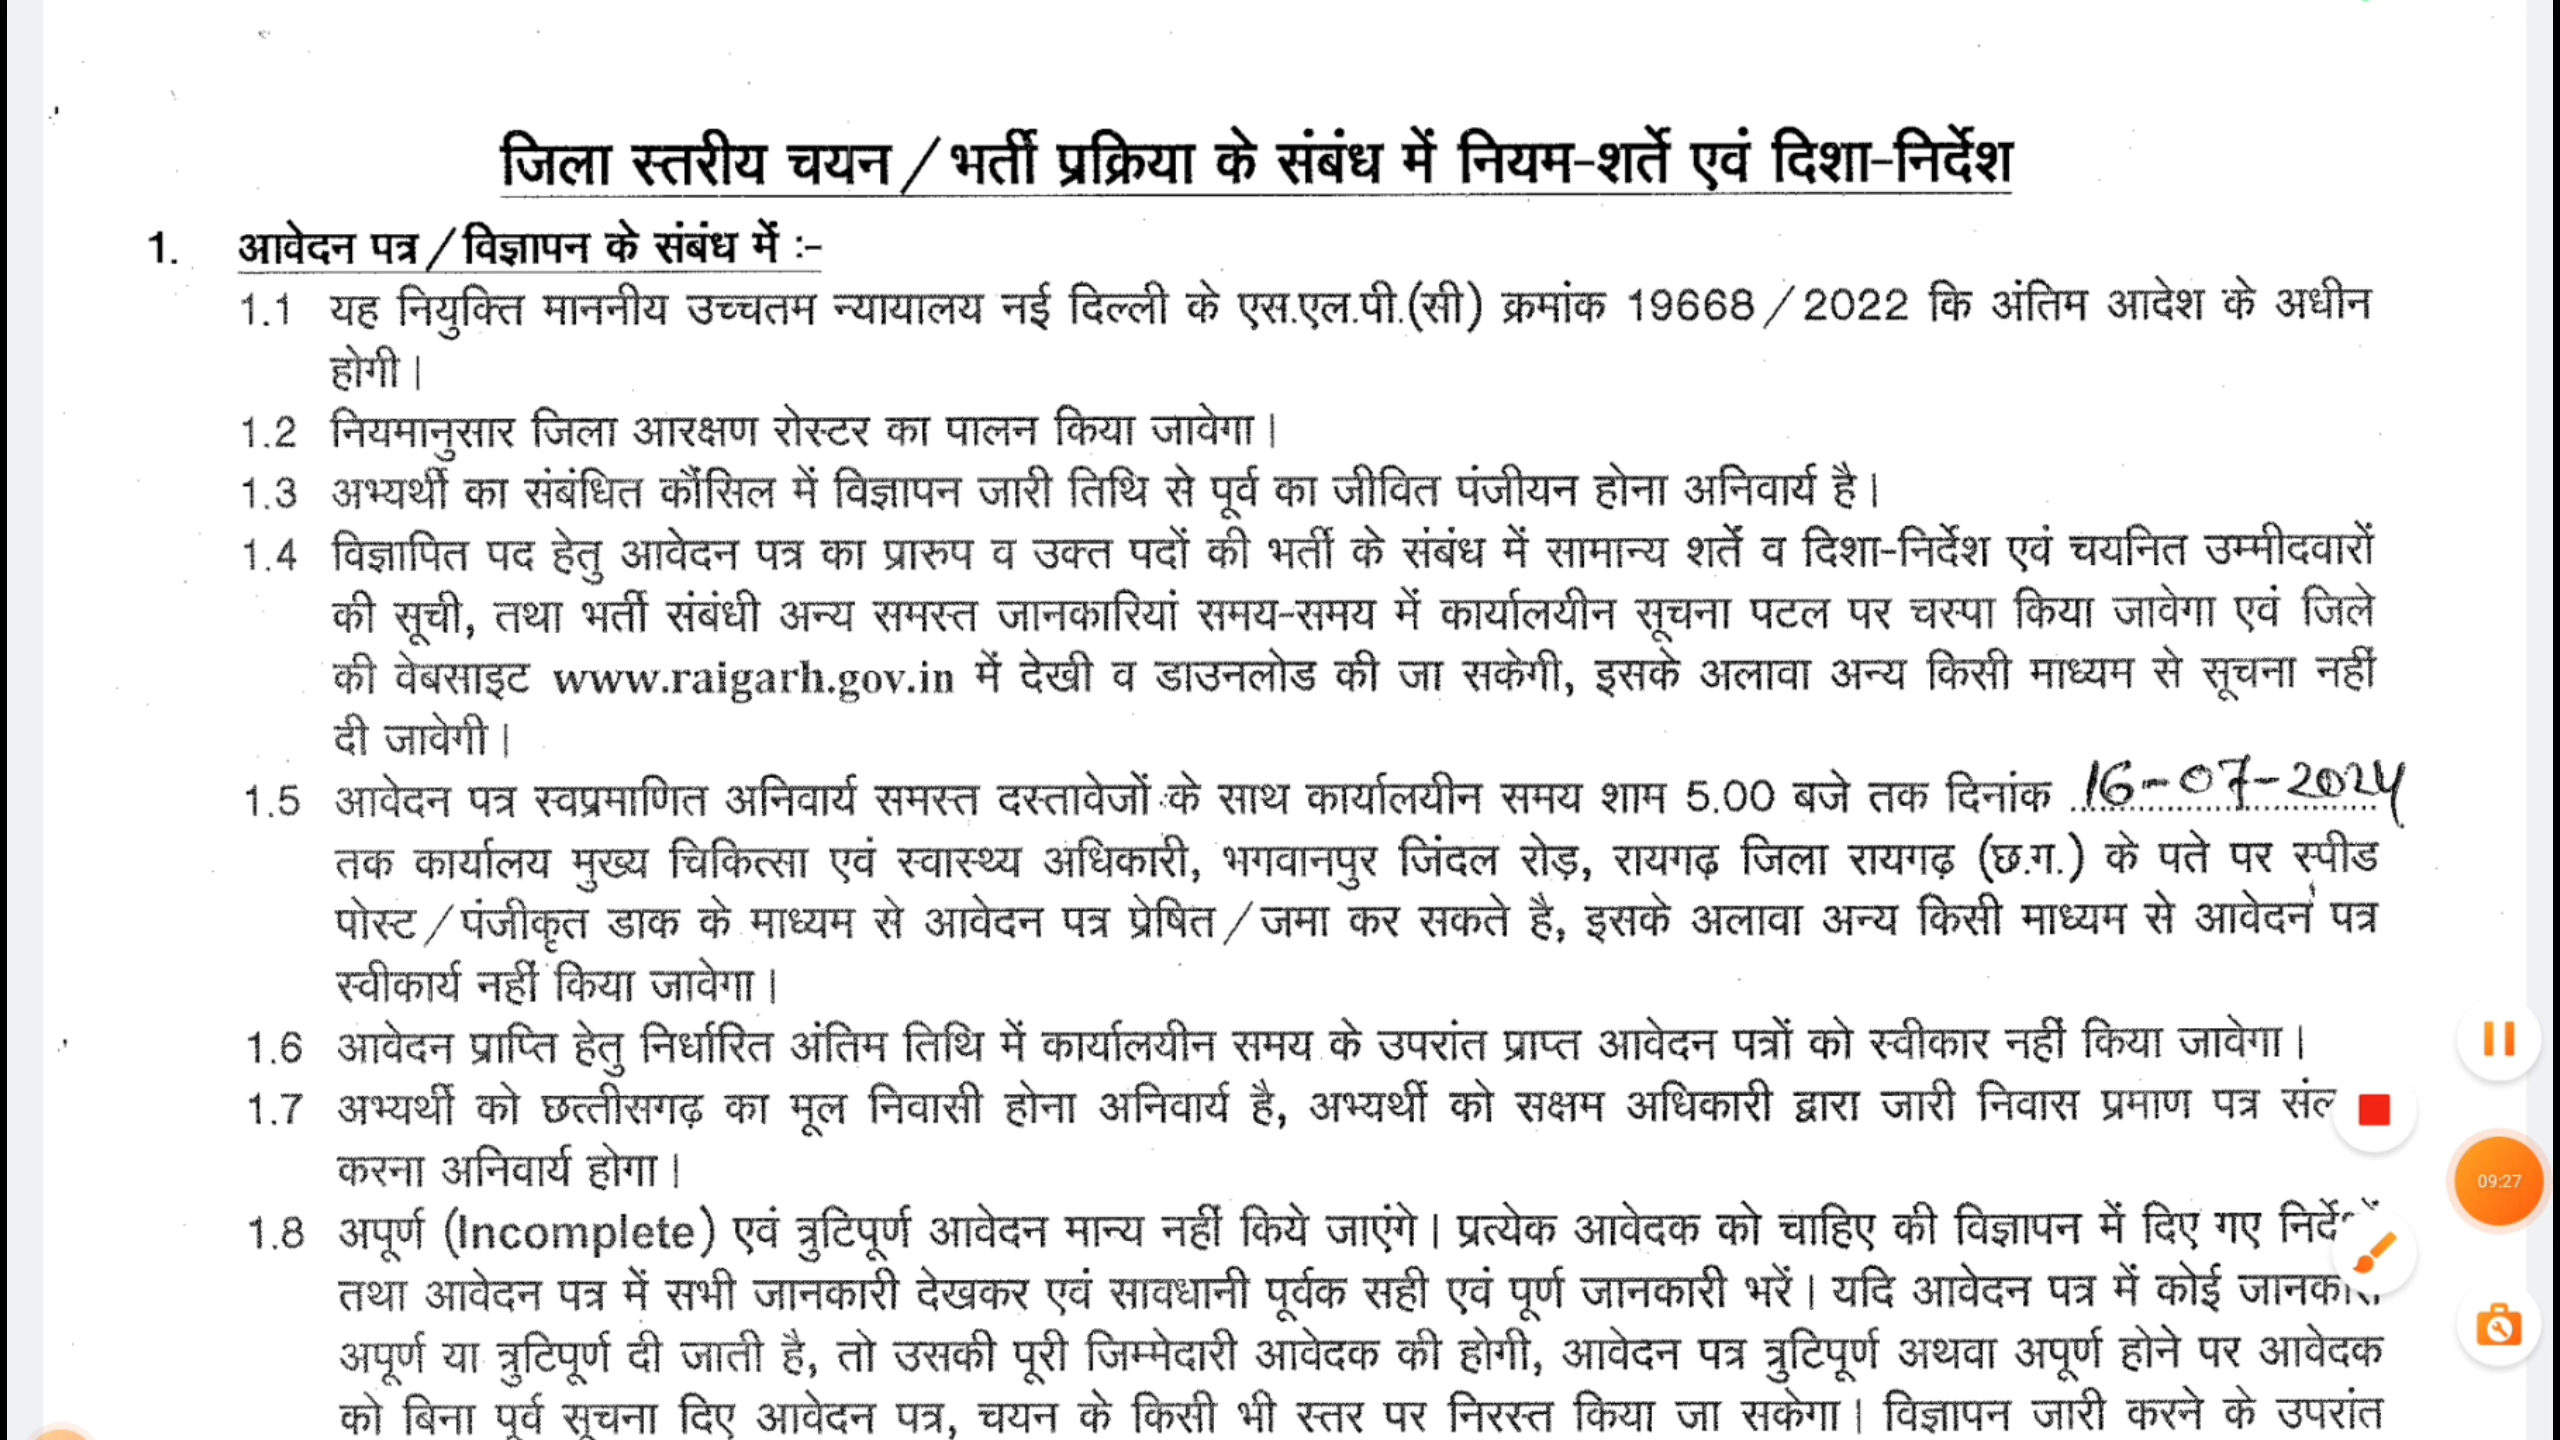 जिला स्तरीय चयन/भर्ती प्रक्रिया के संबंध में नियम-शर्ते एवं दिशा-निर्देश
1. आवेदन पत्र/विज्ञापन के संबंध में :-
1.1 यह नियुक्ति माननीय उच्चतम न्यायालय नई दिल्ली के एस.एल.पी.(सी) क्रमांक 19668/2022 कि अंतिम आदेश के अधीन
होगी।
1.2 नियमानुसार जिला आरक्षण रोस्टर का पालन किया जावेगा।
1.3 अभ्यर्थी का संबंधित कौंसिल में विज्ञापन जारी तिथि से पूर्व का जीवित पंजीयन होना अनिवार्य है।
1.4 विज्ञापित पद हेतु आवेदन पत्र का प्रारुप व उक्त पदों की भर्ती के संबंध में सामान्य शर्तें व दिशा-निर्देश एवं चयनित उम्मीदवारों
की सूची, तथा भर्ती संबंधी अन्य समस्त जानकारियां समय-समय में कार्यालयीन सूचना पटल पर चस्पा किया जावेगा एवं जिले
की वेबसाइट www.raigarh.gov.in में देखी व डाउनलोड की जा सकेगी, इसके अलावा अन्य किसी माध्यम से सूचना नहीं
दी जावेगी।
1.5 आवेदन पत्र स्वप्रमाणित अनिवार्य समस्त दस्तावेजों के साथ कार्यालयीन समय शाम 5.00 बजे तक दिनांक 16-07-2024
तक कार्यालय मुख्य चिकित्सा एवं स्वास्थ्य अधिकारी, भगवानपुर जिंदल रोड़, रायगढ़ जिला रायगढ़ (छ.ग.) के पते पर स्पीड
पोस्ट/पंजीकृत डाक के माध्यम से आवेदन पत्र प्रेषित/जमा कर सकते है, इसके अलावा अन्य किसी माध्यम से आवेदन पत्र
स्वीकार्य नहीं किया जावेगा।
1.6 आवेदन प्राप्ति हेतु निर्धारित अंतिम तिथि में कार्यालयीन समय के उपरांत प्राप्त आवेदन पत्रों को स्वीकार नहीं किया जावेगा।
1.7 अभ्यर्थी को छत्तीसगढ़ का मूल निवासी होना अनिवार्य है, अभ्यर्थी को सक्षम अधिकारी द्वारा जारी निवास प्रमाण पत्र
करना अनिवार्य होगा।
1.8 अपूर्ण (Incomplete) एवं त्रुटिपूर्ण आवेदन मान्य नहीं किये जाएंगे। प्रत्येक आवेदक को चाहिए की विज्ञापन में दिए गए
09:27
तथा आवेदन पत्र में सभी जानकारी देखकर एवं सावधानी पूर्वक सही एवं पूर्ण जानकारी भरें। यदि आवेदन पत्र में कोई
अपूर्ण या त्रुटिपूर्ण दी जाती है, तो उसकी पूरी जिम्मेदारी आवेदक की होगी, आवेदन पत्र त्रुटिपूर्ण अथवा अपूर्ण होने पर आवेदक
को बिना पूर्व सूचना दिए आवेदन पत्र, चयन के किसी भी स्तर पर निरस्त किया जा सकेगा। विज्ञापन जारी करने के उपरांत